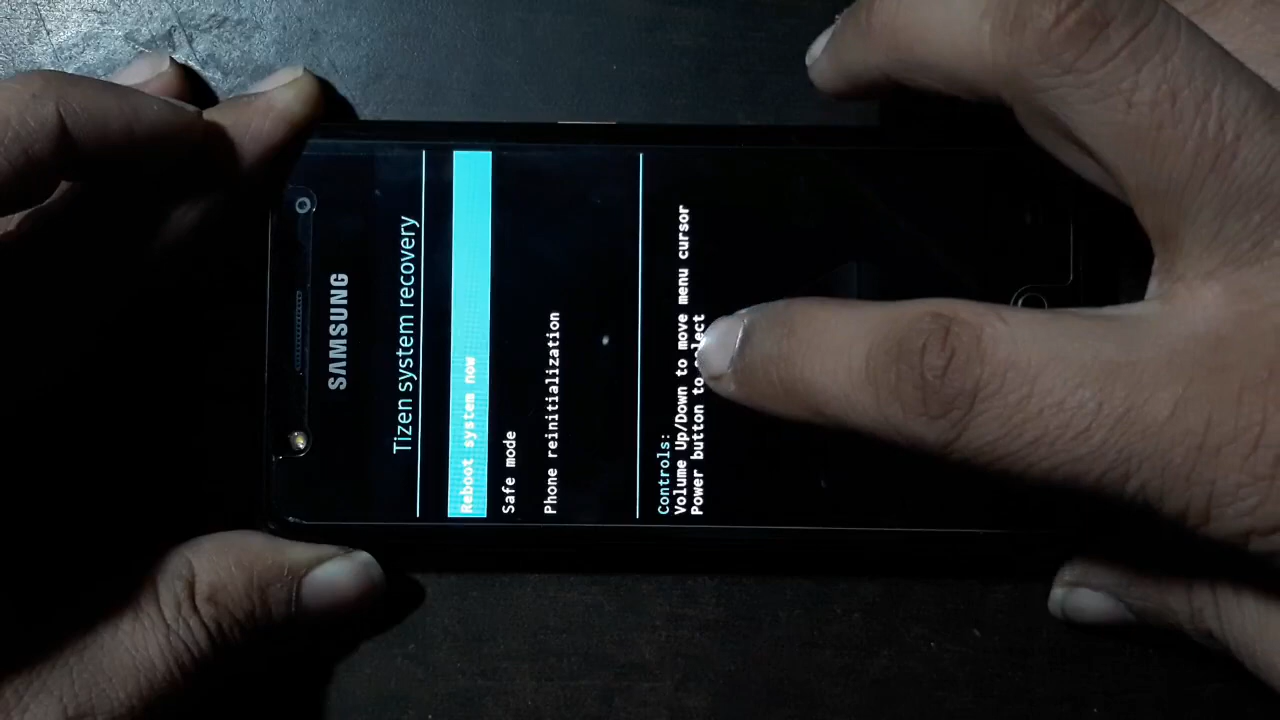 SAMSUNG
Tizen system recovery
Reboot system now
Safe mode
Phone reinitialization
Controls:
Volume Up/Down to move menu cursor
Power button to select